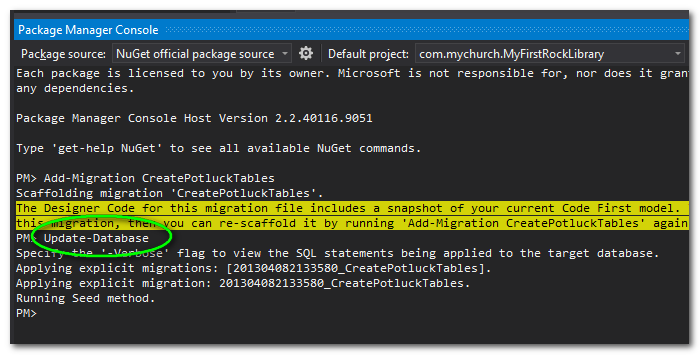 Package Manager Console
Package source: NuGet official package source Default project: com.mychurch.MyFirstRockLibrary
Each package is licensed to you by its owner. Microsoft is not responsible for, nor does it gran
any dependencies.
Package Manager Console Host Version 2.2.40116.9051
Type 'get-help NuGet' to see all available NuGet commands.
PM> Add-Migration CreatePotluckTables
Scaffolding migration 'CreatePotluckTables'.
The Designer Code for this migration file includes a snapshot of your current Code First model.
this migration, then you can re-scaffold it by running 'Add-Migration CreatePotluckTables' again
PM> Update-Database
Specify the '-Verbose' flag to view the SQL statements being applied to the target database.
Applying explicit migrations: [201304082133580_CreatePotluckTables].
Applying explicit migration: 201304082133580_CreatePotluckTables.
Running Seed method.
PM>